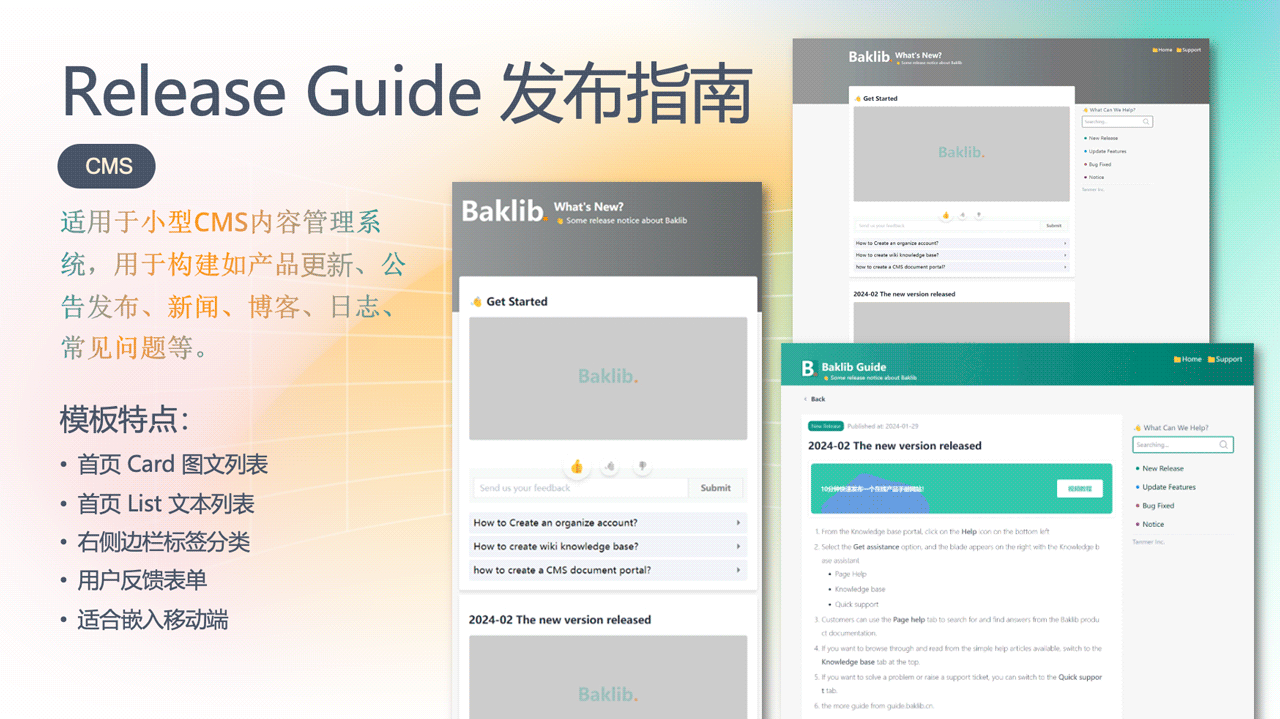 Release Guide 发布指南
CMS
适用于小型CMS内容管理系
统，用于构建如产品更新、公
告发布、新闻、博客、日志、
常见问题等。
模板特点：
• 首页 Card 图文列表
• 首页 List 文本列表
• 右侧边栏标签分类
• 用户反馈表单
• 适合嵌入移动端
Baklib.
What's New?
👋 Some release notice about Baklib
👋 Get Started
Baklib.
Send us your feedback
Submit
How to Create an organize account?
How to create wiki knowledge base?
how to create a CMS document portal?
2024-02 The new version released
Baklib.
Baklib.
What's New?
👋 Some release notice about Baklib
Home
Support
👋 Get Started
Baklib.
Send us your feedback
Submit
How to Create an organize account?
How to create wiki knowledge base?
how to create a CMS document portal?
2024-02 The new version released
👋 What Can We Help?
Searching...
• New Release
• Update Features
• Bug Fixed
• Notice
Tanmer Inc.
B.
Baklib Guide
👋 Some release notice about Baklib
Home
Support
Back
New Release
Published at: 2024-01-29
2024-02 The new version released
10分钟快速发布一个在线产品手册网站!
视频教程
1. From the Knowledge base portal, click on the Help icon on the bottom left.
2. Select the Get assistance option, and the blade appears on the right with the Knowledge b
ase assistant
• Page Help
• Knowledge base
• Quick support
3. Customers can use the Page help tab to search for and find answers from the Baklib produ
ct documentation.
4. If you want to browse through and read from the simple help articles available, switch to the
Knowledge base tab at the top.
5. If you want to solve a problem or raise a support ticket, you can switch to the Quick suppor
t tab.
6. the more guide from guide.baklib.cn.
👋 What Can We Help?
Searching...
• New Release
• Update Features
• Bug Fixed
• Notice
Tanmer Inc.